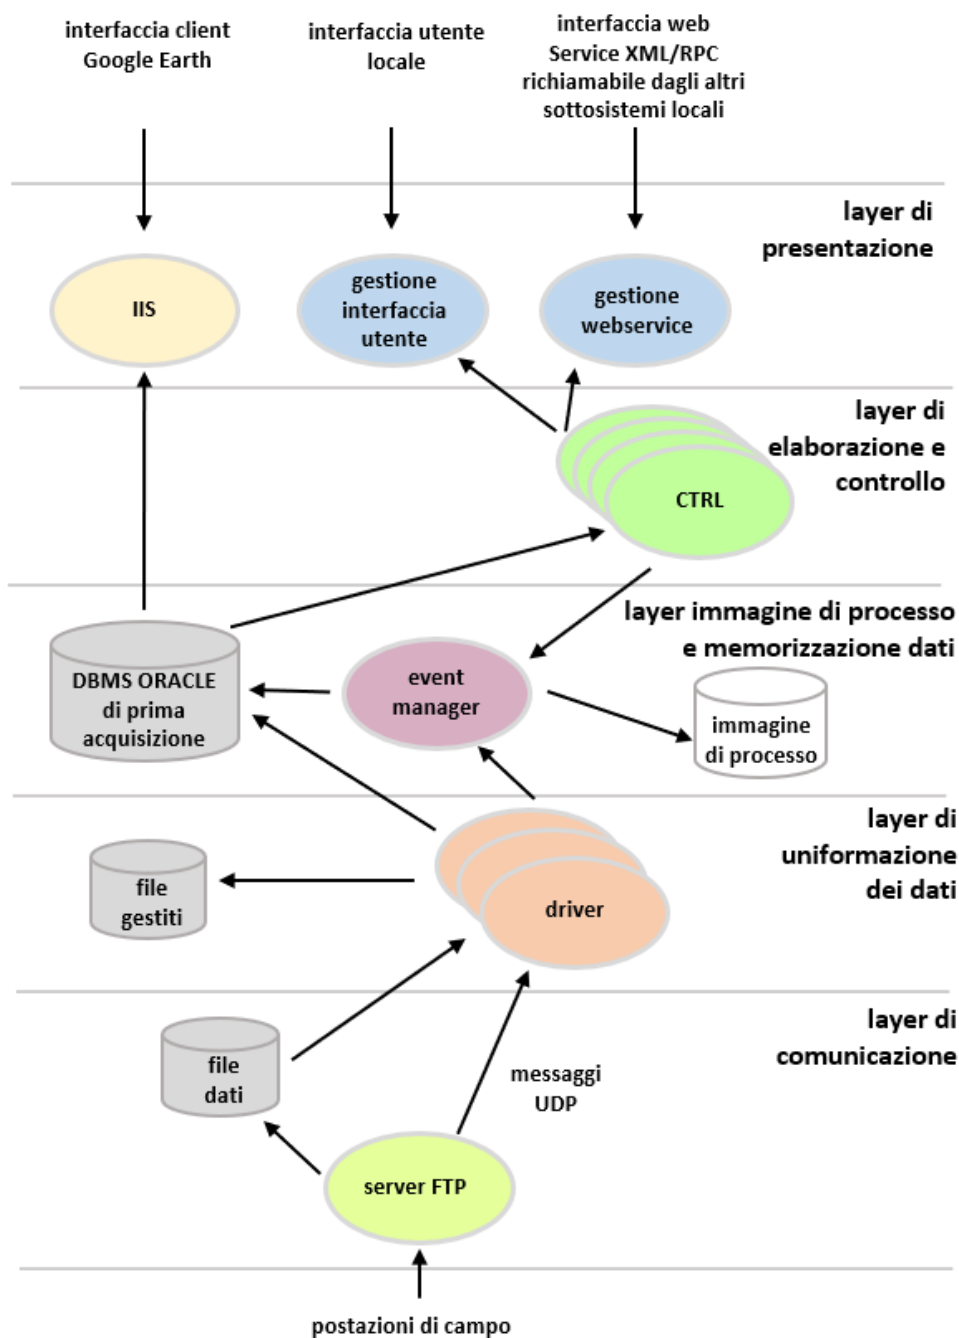 interfaccia client
Google Earth
interfaccia utente
locale
interfaccia web
Service XML/RPC
richiamabile dagli altri
sottosistemi locali
layer di
presentazione
IIS
gestione
interfaccia
utente
gestione
webservice
layer di
elaborazione e
controllo
CTRL
layer immagine di processo
e memorizzazione dati
DBMS ORACLE
di prima
acquisizione
event
manager
immagine
di processo
layer di
uniformazione
dei dati
file
gestiti
driver
layer di
comunicazione
file
dati
messaggi
UDP
server FTP
postazioni di campo